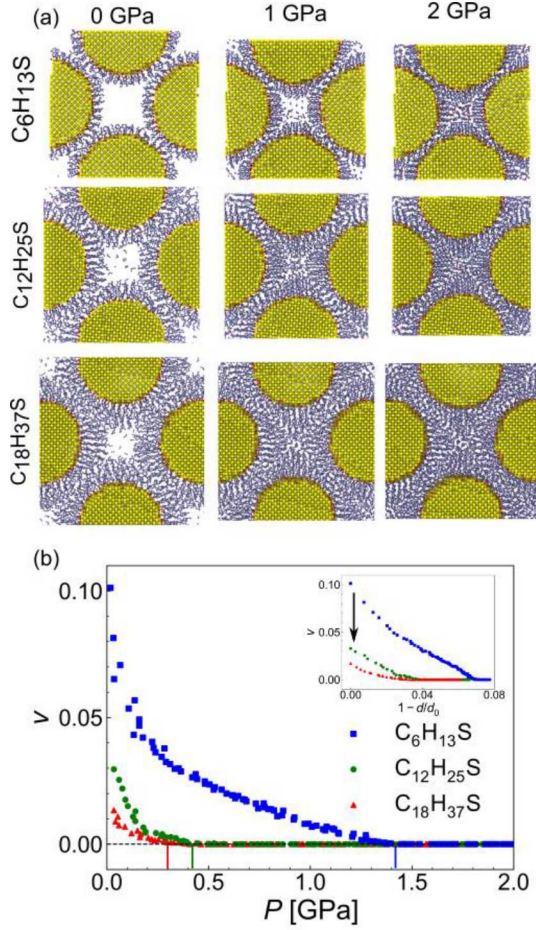 (a) 0 GPa 1 GPa 2 GPa
C6H13S
C12H25S
C18H37S
(b)
0.10
0.05
0.00
ν
0.0 0.5 1.0 1.5 2.0
P [GPa]
0.10
0.05
0.00
ν
0.00 0.04 0.08
1 − d/d0
C6H13S
C12H25S
C18H37S